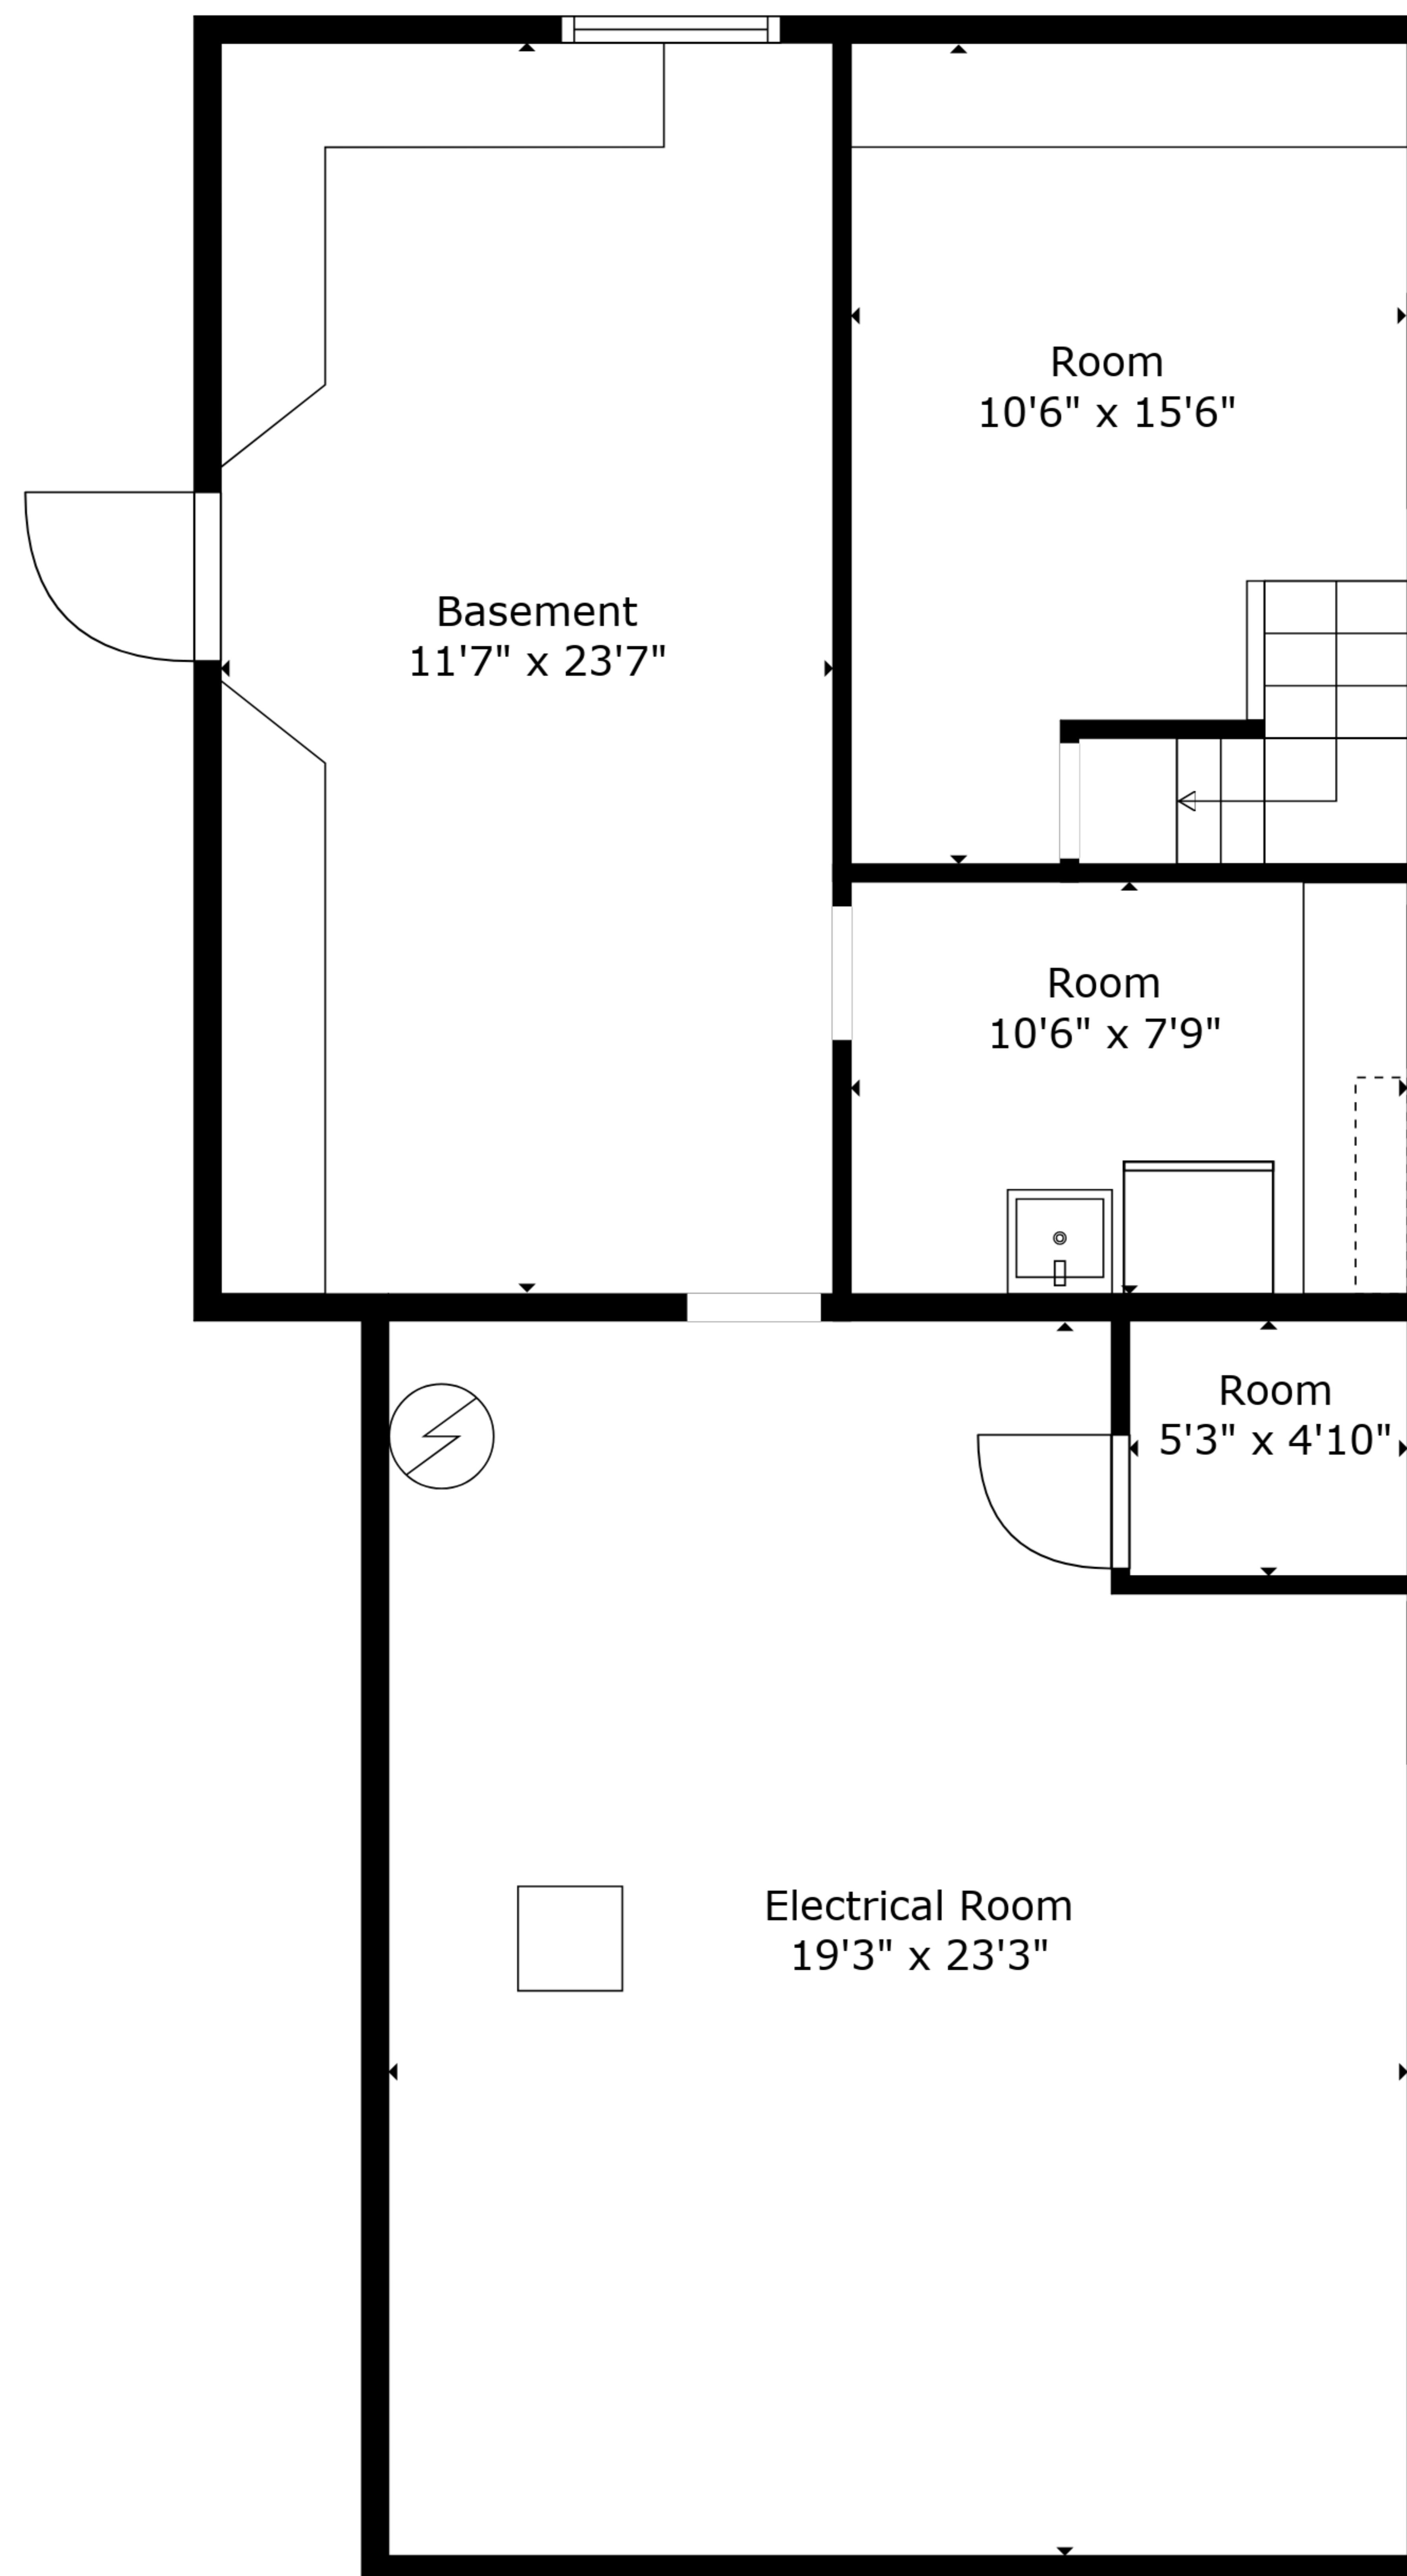 Room
10'6" x 15'6"
Basement
11'7" x 23'7"
Room
10'6" x 7'9"
Room
5'3" x 4'10"
Electrical Room
19'3" x 23'3"